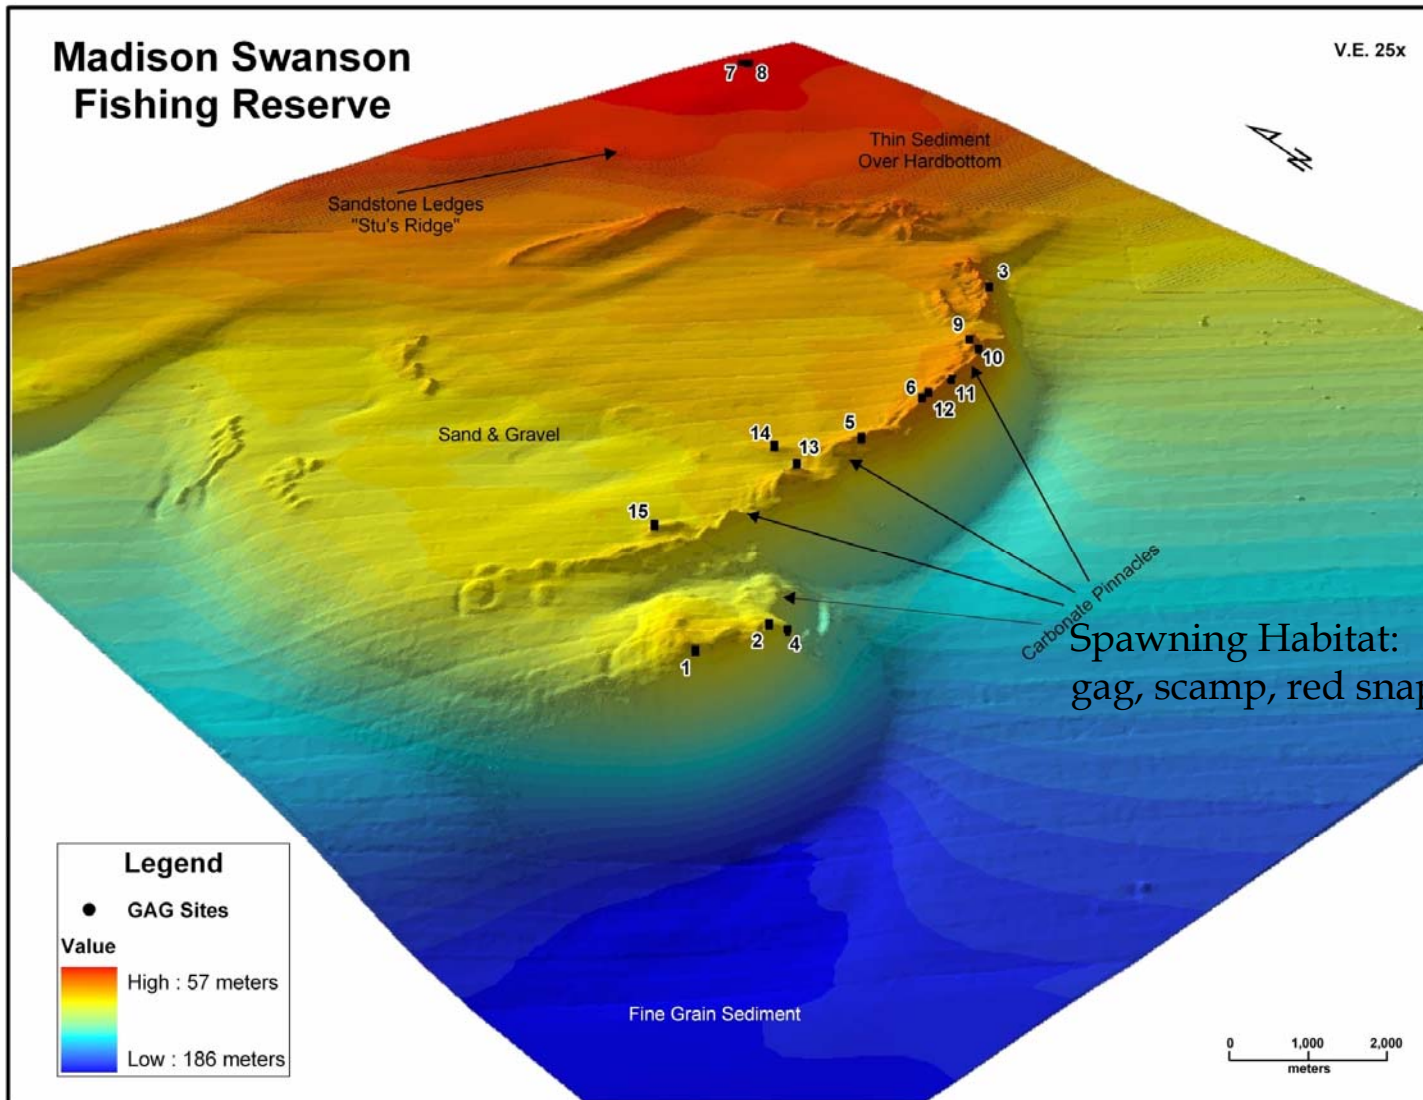 Madison Swanson
Fishing Reserve
V.E. 25x
7 8
N
Thin Sediment
Over Hardbottom
Sandstone Ledges
"Stu's Ridge"
3
9
10
11
6
12
5
14
13
Sand & Gravel
15
Carbonate Pinnacles
2
4
1
Spawning Habitat:
gag, scamp, red snap
Legend
GAG Sites
Value
High : 57 meters
Low : 186 meters
Fine Grain Sediment
0 1,000 2,000
meters